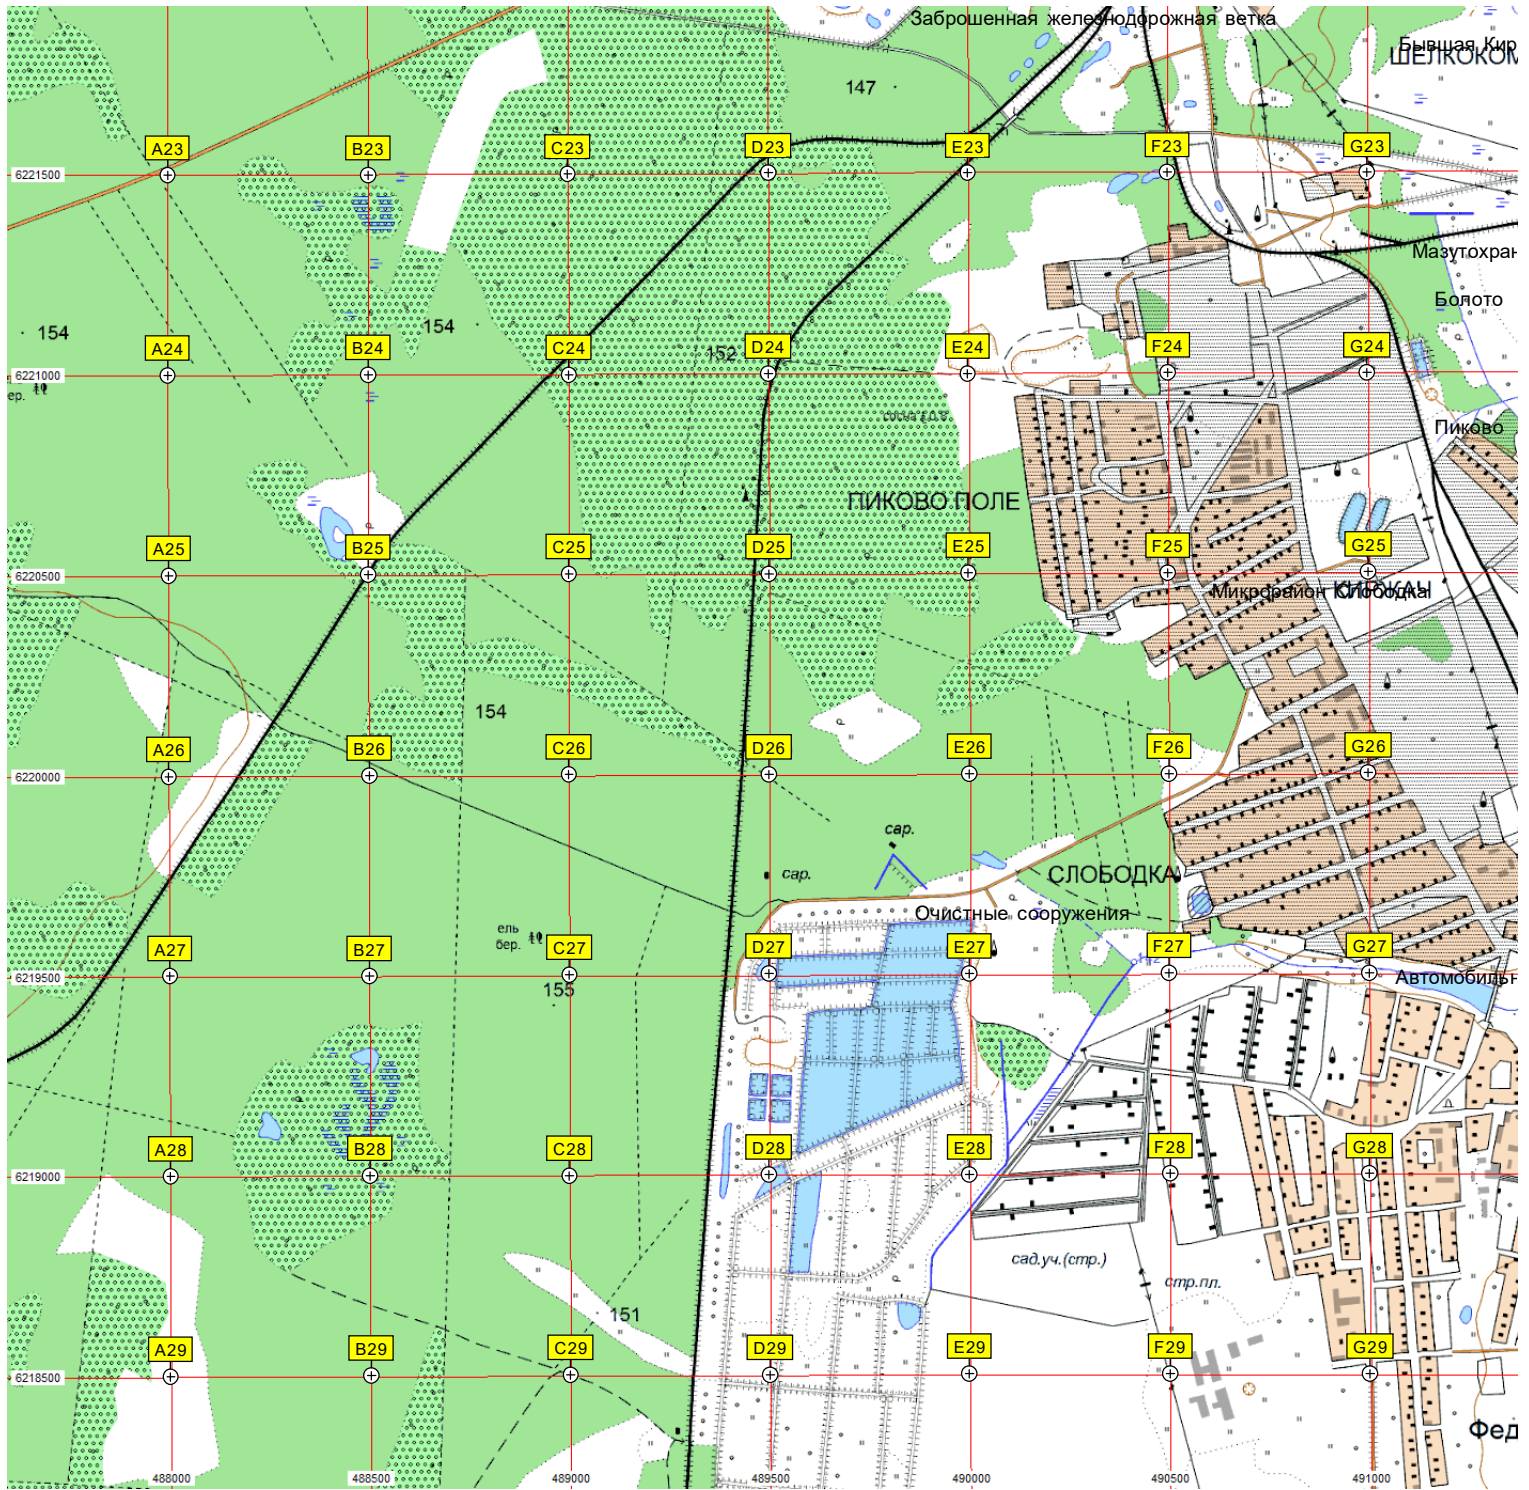 Заброшенная железнодорожная ветка
Бывшая Кир
ШЕЛКОКОМ
147
A23 B23 C23 D23 E23 F23 G23
6221500
Мазутохран
Болото
154
154
152
A24 B24 C24 D24 E24 F24 G24
6221000
ер.
Пиково
ПИКОВО ПОЛЕ
A25 B25 C25 D25 E25 F25 G25
6220500
Микрорайон Слободка
КИРЖАЧ
154
A26 B26 C26 D26 E26 F26 G26
6220000
сар.
сар.
СЛОБОДКА
Очистные сооружения
ель
бер.
A27 B27 C27 D27 E27 F27 G27
6219500
Автомобильн
155
A28 B28 C28 D28 E28 F28 G28
6219000
сад.уч.(стр.)
стр.пл.
151
A29 B29 C29 D29 E29 F29 G29
6218500
Фед
488000 488500 489000 489500 490000 490500 491000